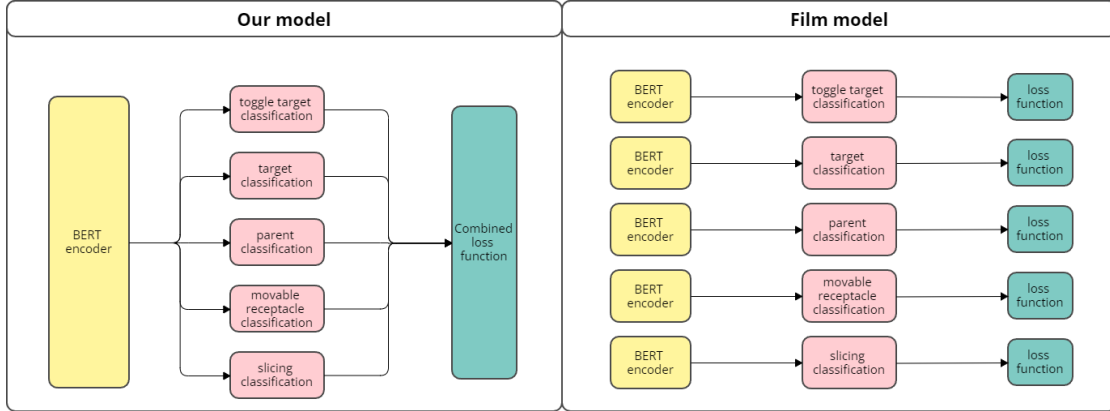 Our model
BERT
encoder
toggle target
classification
target
classification
parent
classification
movable
receptacle
classification
slicing
classification
Combined
loss
function
Film model
BERT
encoder
toggle target
classification
loss
function
BERT
encoder
target
classification
loss
function
BERT
encoder
parent
classification
loss
function
BERT
encoder
movable
receptacle
classification
loss
function
BERT
encoder
slicing
classification
loss
function